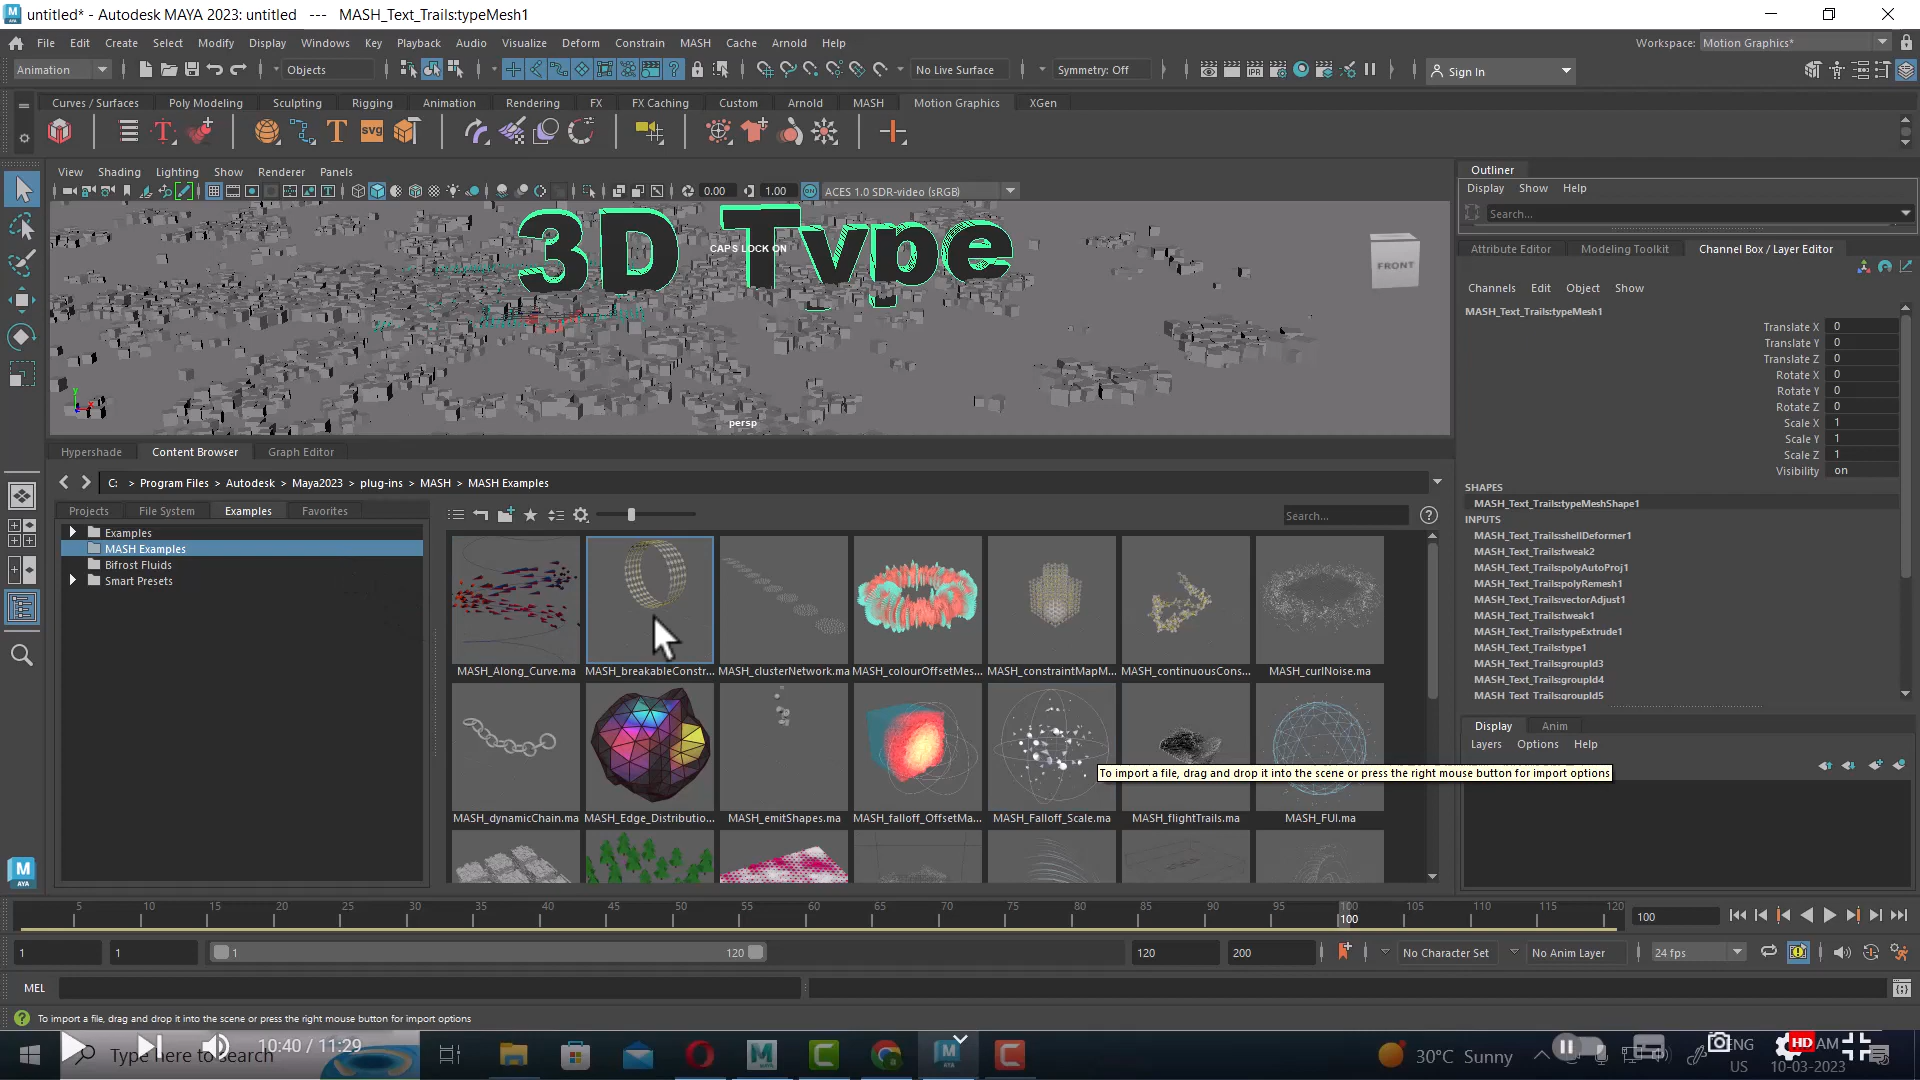 untitled* - Autodesk MAYA 2023: untitled --- MASH_Text_Trails:typeMesh1
File Edit Create Select Modify Display Windows Key Playback Audio Visualize Deform Constrain MASH Cache Arnold Help
Workspace: Motion Graphics*
Animation Objects No Live Surface Symmetry: Off Sign In
Curves / Surfaces Poly Modeling Sculpting Rigging Animation Rendering FX FX Caching Custom Arnold MASH Motion Graphics XGen
View Shading Lighting Show Renderer Panels
0.00 1.00 ACES 1.0 SDR-video (sRGB)
3D Type
CAPS LOCK ON
FRONT
persp
Outliner
Display Show Help
Search...
Attribute Editor Modeling Toolkit Channel Box / Layer Editor
Channels Edit Object Show
MASH_Text_Trails:typeMesh1
Translate X 0
Translate Y 0
Translate Z 0
Rotate X 0
Rotate Y 0
Rotate Z 0
Scale X 1
Scale Y 1
Scale Z 1
Visibility on
SHAPES
MASH_Text_Trails:typeMeshShape1
INPUTS
MASH_Text_Trails:shellDeformer1
MASH_Text_Trails:tweak2
MASH_Text_Trails:polyAutoProj1
MASH_Text_Trails:polyRemesh1
MASH_Text_Trails:vectorAdjust1
MASH_Text_Trails:tweak1
MASH_Text_Trails:typeExtrude1
MASH_Text_Trails:type1
MASH_Text_Trails:groupId3
MASH_Text_Trails:groupId4
MASH_Text_Trails:groupId5
Display Anim
Layers Options Help
Hypershade Content Browser Graph Editor
C: > Program Files > Autodesk > Maya2023 > plug-ins > MASH > MASH Examples
Projects File System Examples Favorites
Search...
Examples
MASH Examples
Bifrost Fluids
Smart Presets
MASH_Along_Curve.ma MASH_breakableConstr... MASH_clusterNetwork.ma MASH_colourOffsetMes... MASH_constraintMapM... MASH_continuousCons... MASH_curlNoise.ma
To import a file, drag and drop it into the scene or press the right mouse button for import options
MASH_dynamicChain.ma MASH_Edge_Distributio... MASH_emitShapes.ma MASH_falloff_OffsetMa... MASH_Falloff_Scale.ma MASH_flightTrails.ma MASH_FUI.ma
5 10 15 20 25 30 35 40 45 50 55 60 65 70 75 80 85 90 95 100 105 110 115 120
100 100
1 1 1 120 120 200 No Character Set No Anim Layer 24 fps
MEL
To import a file, drag and drop it into the scene or press the right mouse button for import options
Type here to search
10:40 / 11:29
30°C Sunny
ENG
US
HD
AM
10-03-2023